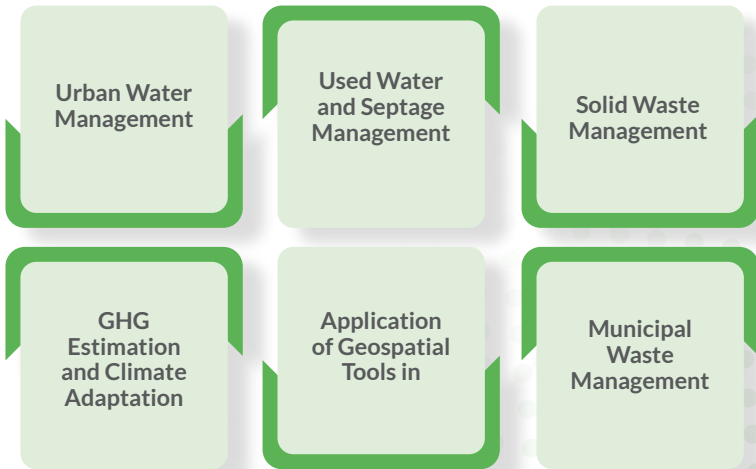 Urban Water
Management
Used Water
and Septage
Management
Solid Waste
Management
GHG
Estimation
and Climate
Adaptation
Application
of Geospatial
Tools in
Municipal
Waste
Management